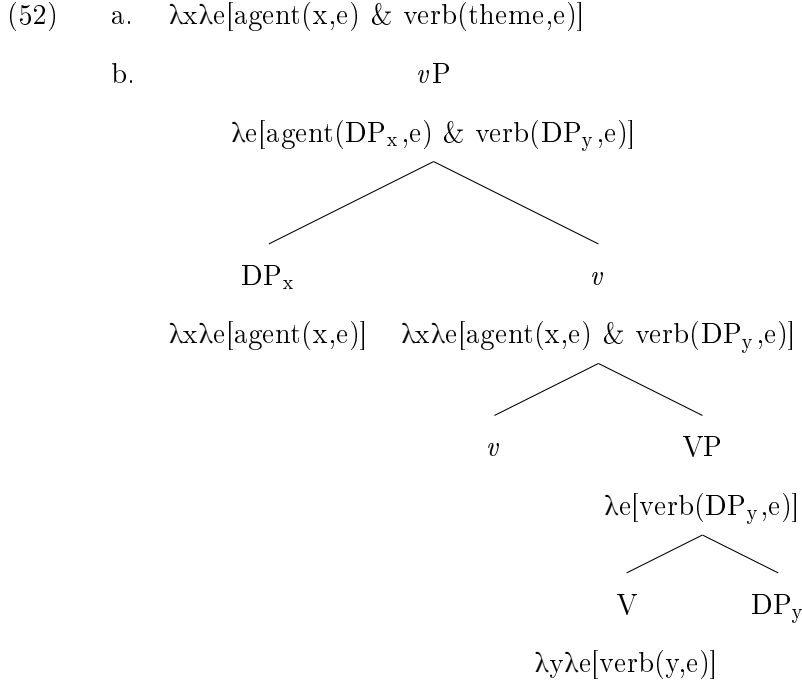 (52) a. λxλe[agent(x,e) & verb(theme,e)]
b. vP
λe[agent(DPx,e) & verb(DPy,e)]
DPx v
λxλe[agent(x,e)] λxλe[agent(x,e) & verb(DPy,e)]
v VP
λe[verb(DPy,e)]
V DPy
λyλe[verb(y,e)]